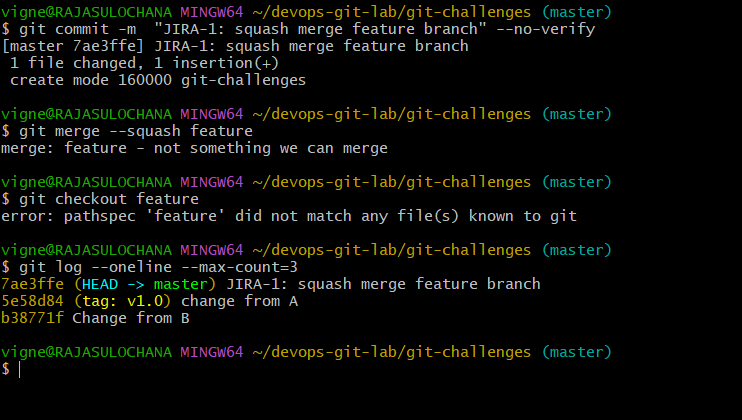 vigne@RAJASULOCHANA MINGW64 ~/devops-git-lab/git-challenges (master)
$ git commit -m  "JIRA-1: squash merge feature branch" --no-verify
[master 7ae3ffe] JIRA-1: squash merge feature branch
 1 file changed, 1 insertion(+)
 create mode 160000 git-challenges
vigne@RAJASULOCHANA MINGW64 ~/devops-git-lab/git-challenges (master)
$ git merge --squash feature
merge: feature - not something we can merge
vigne@RAJASULOCHANA MINGW64 ~/devops-git-lab/git-challenges (master)
$ git checkout feature
error: pathspec 'feature' did not match any file(s) known to git
vigne@RAJASULOCHANA MINGW64 ~/devops-git-lab/git-challenges (master)
$ git log --oneline --max-count=3
7ae3ffe (HEAD -> master) JIRA-1: squash merge feature branch
5e58d84 (tag: v1.0) change from A
b38771f Change from B
vigne@RAJASULOCHANA MINGW64 ~/devops-git-lab/git-challenges (master)
$